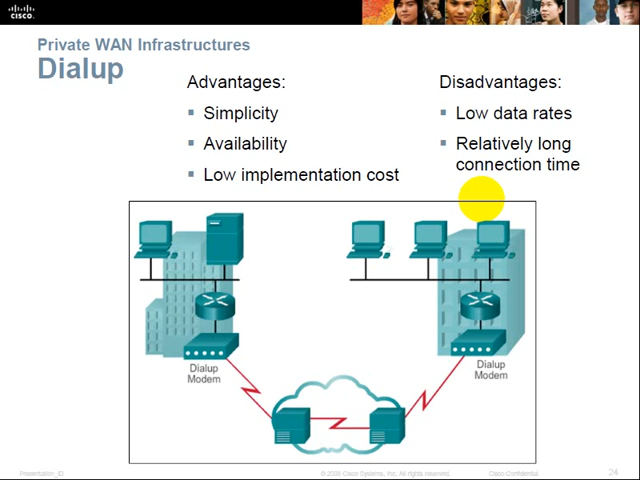 CISCO
Private WAN Infrastructures
Dialup
Advantages:
Simplicity
Availability
Low implementation cost
Disadvantages:
Low data rates
Relatively long
connection time
Dialup
Modem
Dialup
Modem
Presentation_ID
© 2008 Cisco Systems, Inc. All rights reserved.
Cisco Confidential
24